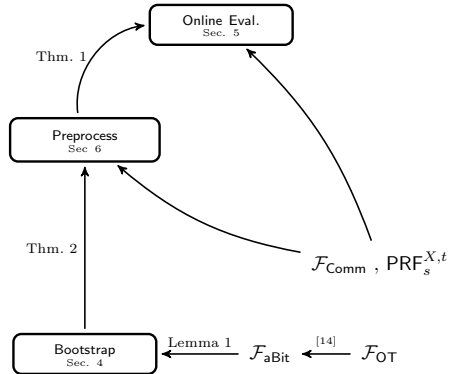 Online Eval.
Sec. 5
Thm. 1
Preprocess
Sec 6
Thm. 2
F_Comm , PRF_s^{X,t}
Bootstrap
Sec. 4
Lemma 1
F_aBit
[14]
F_OT